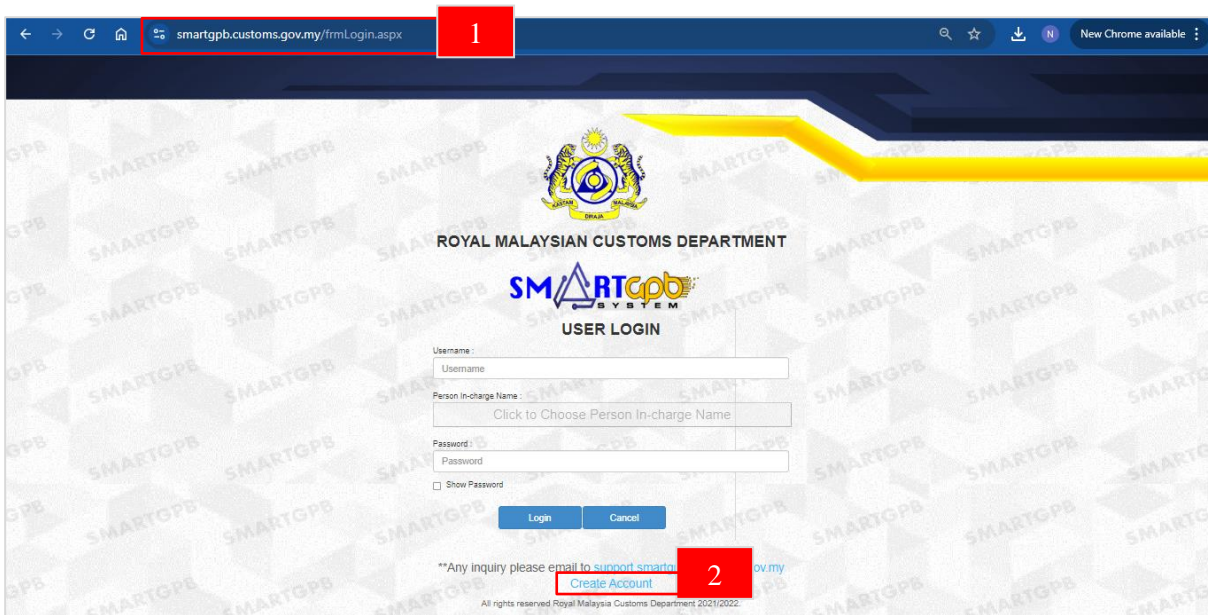 smartgpb.customs.gov.my/frmLogin.aspx
1
N
New Chrome available
KASTAM
DIRAJA
MALAYSIA
ROYAL MALAYSIAN CUSTOMS DEPARTMENT
SMARTGPB
SYSTEM
USER LOGIN
Username :
Username
Person In-charge Name :
Click to Choose Person In-charge Name
Password :
Password
Show Password
Login Cancel
**Any inquiry please email to support ov.my
2
Create Account
All rights reserved Royal Malaysia Customs Department 2021/2022.
SMARTGPB